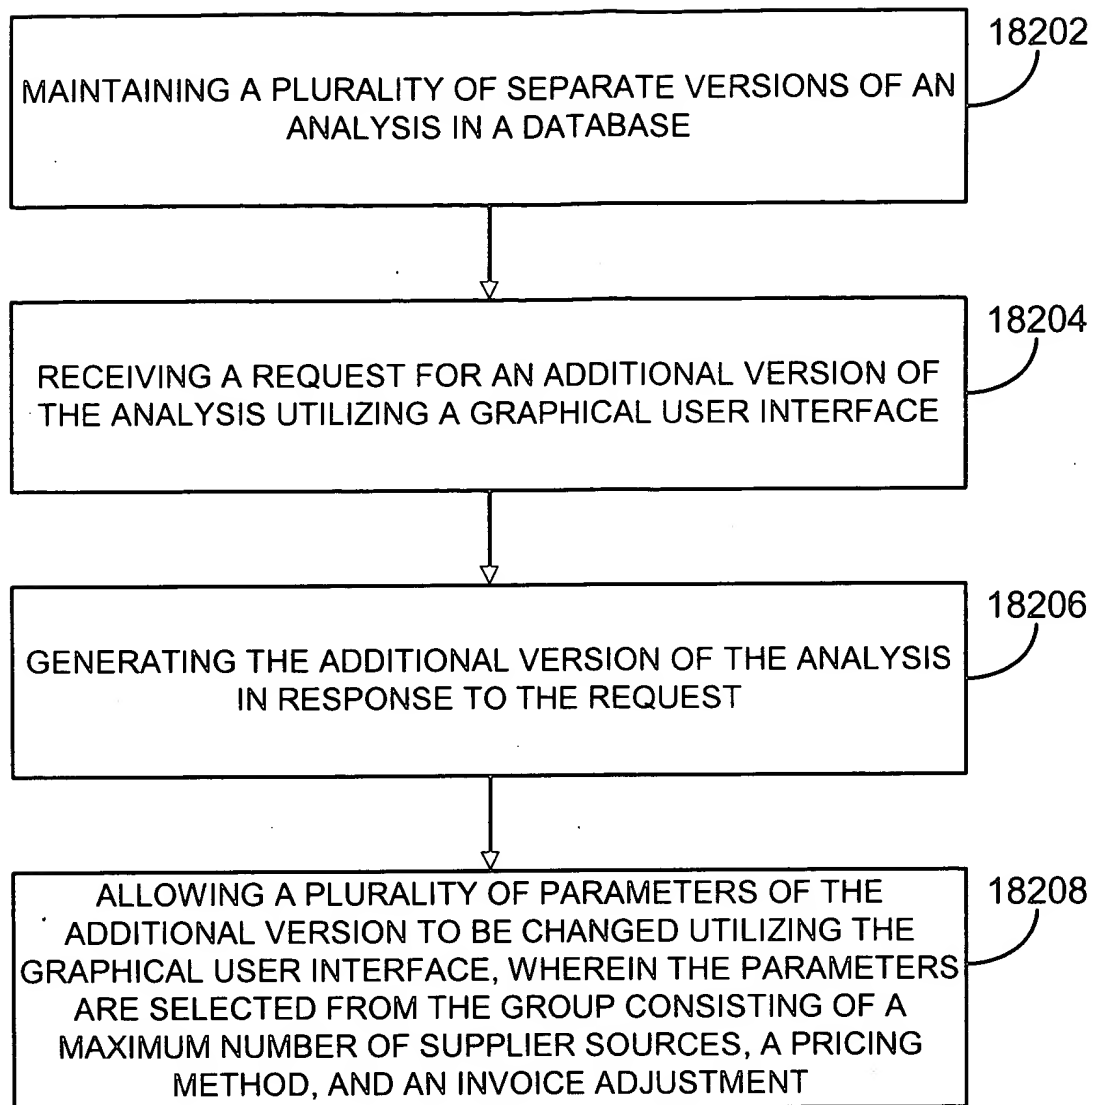 18202
MAINTAINING A PLURALITY OF SEPARATE VERSIONS OF AN
ANALYSIS IN A DATABASE
18204
RECEIVING A REQUEST FOR AN ADDITIONAL VERSION OF
THE ANALYSIS UTILIZING A GRAPHICAL USER INTERFACE
18206
GENERATING THE ADDITIONAL VERSION OF THE ANALYSIS
IN RESPONSE TO THE REQUEST
18208
ALLOWING A PLURALITY OF PARAMETERS OF THE
ADDITIONAL VERSION TO BE CHANGED UTILIZING THE
GRAPHICAL USER INTERFACE, WHEREIN THE PARAMETERS
ARE SELECTED FROM THE GROUP CONSISTING OF A
MAXIMUM NUMBER OF SUPPLIER SOURCES, A PRICING
METHOD, AND AN INVOICE ADJUSTMENT